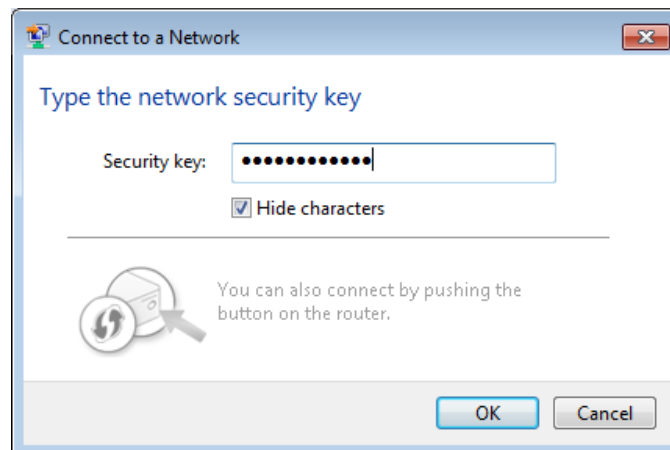 Connect to a Network
Type the network security key
Security key: ●●●●●●●●●●●●
Hide characters
You can also connect by pushing the
button on the router.
OK Cancel